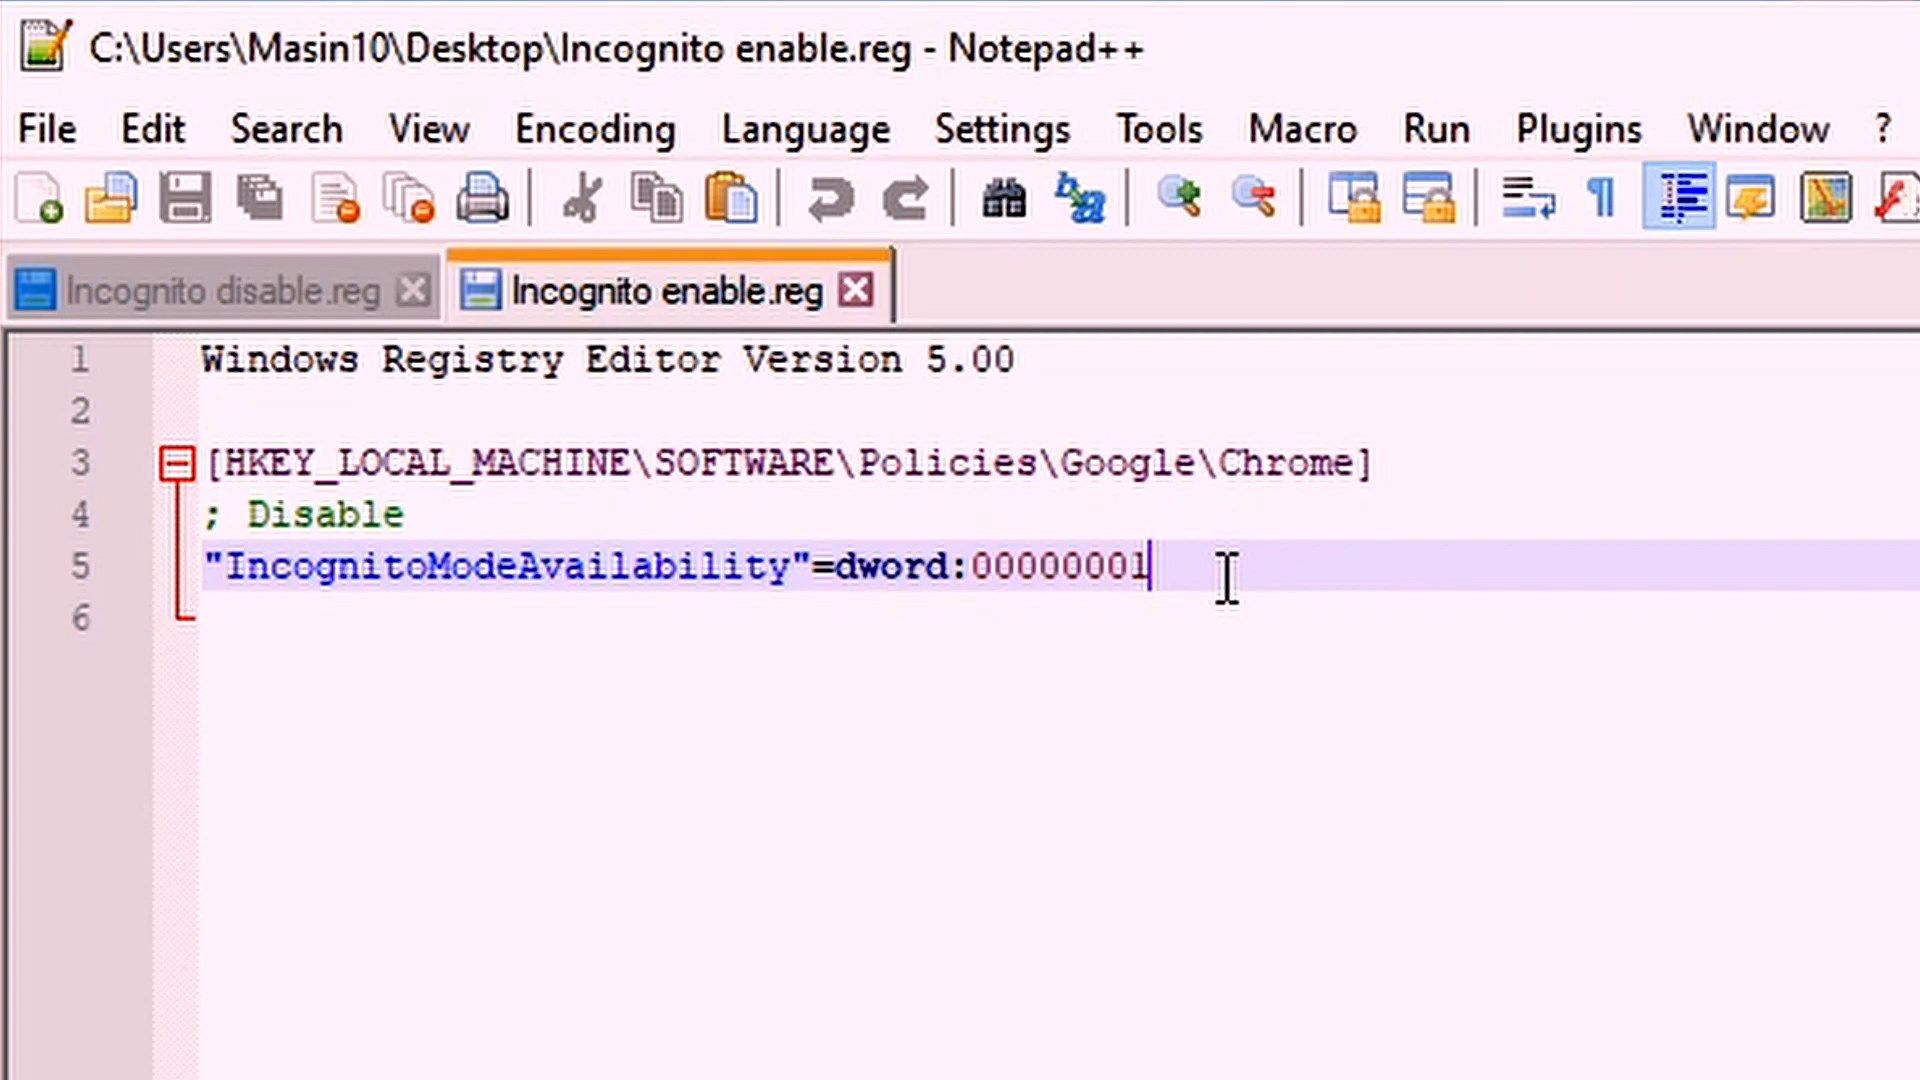 C:\Users\Masin10\Desktop\Incognito enable.reg - Notepad++
File Edit Search View Encoding Language Settings Tools Macro Run Plugins Window ?
Incognito disable.reg Incognito enable.reg
1 Windows Registry Editor Version 5.00
2
3 [HKEY_LOCAL_MACHINE\SOFTWARE\Policies\Google\Chrome]
4 ; Disable
5 "IncognitoModeAvailability"=dword:00000001
6